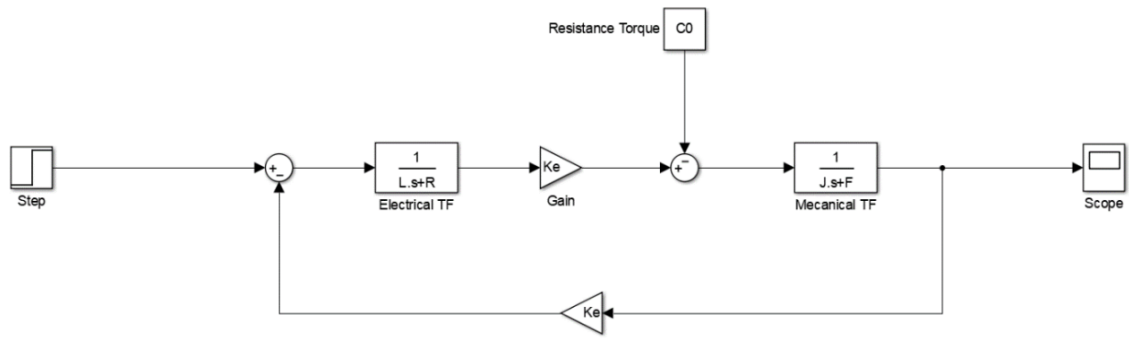 Resistance Torque
C0
+
-
1
L.s+R
Ke
+
-
1
J.s+F
Step
Electrical TF
Gain
Mecanical TF
Scope
Ke